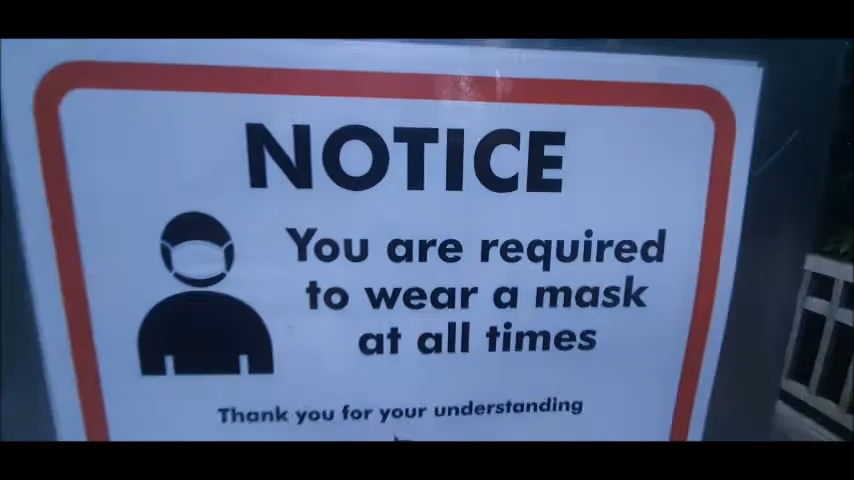 NOTICE
You are required
to wear a mask
at all times
Thank you for your understanding